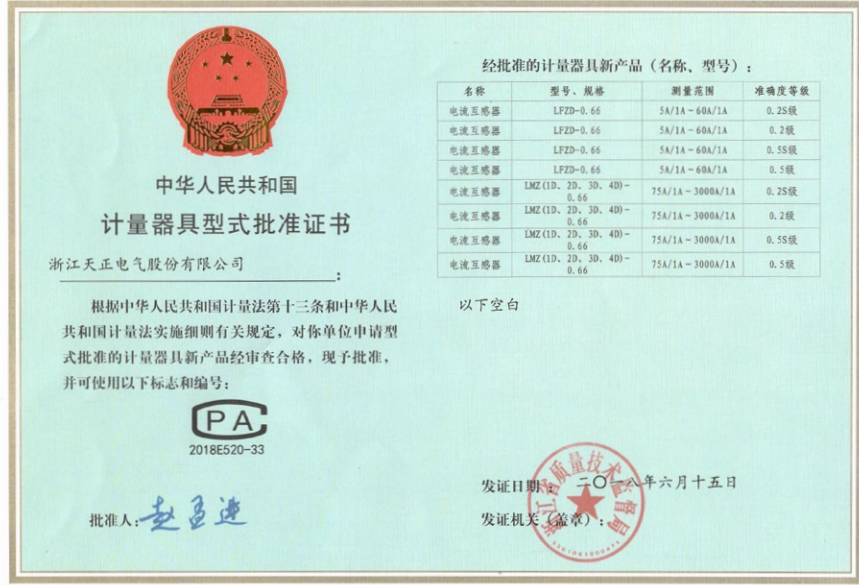 中华人民共和国
计量器具型式批准证书
浙江天正电气股份有限公司：
根据中华人民共和国计量法第十三条和中华人民
共和国计量法实施细则有关规定，对你单位申请型
式批准的计量器具新产品经审查合格，现予批准，
并可使用以下标志和编号：
CPA
2018E520-33
批准人：赵孟进
经批准的计量器具新产品（名称、型号）：
名称 型号、规格 测量范围 准确度等级
电流互感器 LFZD-0.66 5A/1A～60A/1A 0.2S级
电流互感器 LFZD-0.66 5A/1A～60A/1A 0.2级
电流互感器 LFZD-0.66 5A/1A～60A/1A 0.5S级
电流互感器 LFZD-0.66 5A/1A～60A/1A 0.5级
电流互感器 LMZ(1D、2D、3D、4D)-0.66 75A/1A～3000A/1A 0.2S级
电流互感器 LMZ(1D、2D、3D、4D)-0.66 75A/1A～3000A/1A 0.2级
电流互感器 LMZ(1D、2D、3D、4D)-0.66 75A/1A～3000A/1A 0.5S级
电流互感器 LMZ(1D、2D、3D、4D)-0.66 75A/1A～3000A/1A 0.5级
以下空白
发证日期：二〇一八年六月十五日
发证机关（盖章）：
浙江省质量技术监督局